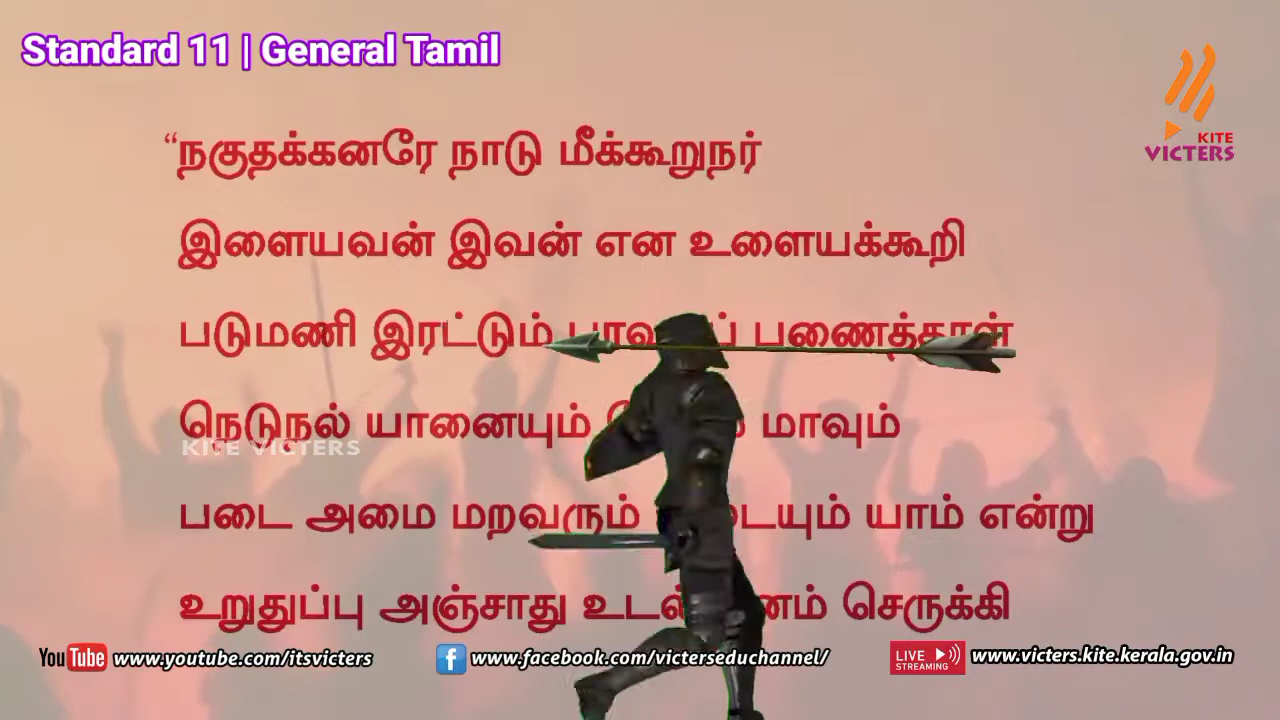 Standard 11 | General Tamil
KITE
VICTERS
“நகுதக்கனரே நாடு மீக்கூறுநர்
இளையவன் இவன் என உளையக்கூறி
படுமணி இரட்டும் பணைத்தாள்
நெடுநல் யானையும் மாவும்
KITE VICTERS
படை அமை மறவரும் யாம் என்று
உறுதுப்பு அஞ்சாது செருக்கி
You Tube www.youtube.com/itsvicters
f www.facebook.com/victerseduchannel/
LIVE STREAMING www.victers.kite.kerala.gov.in